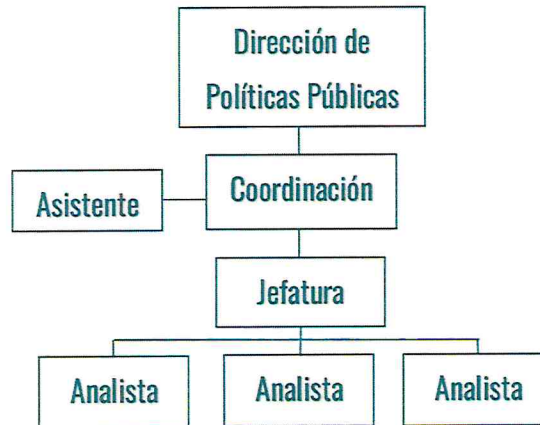 Dirección de
Políticas Públicas
Asistente
Coordinación
Jefatura
Analista
Analista
Analista